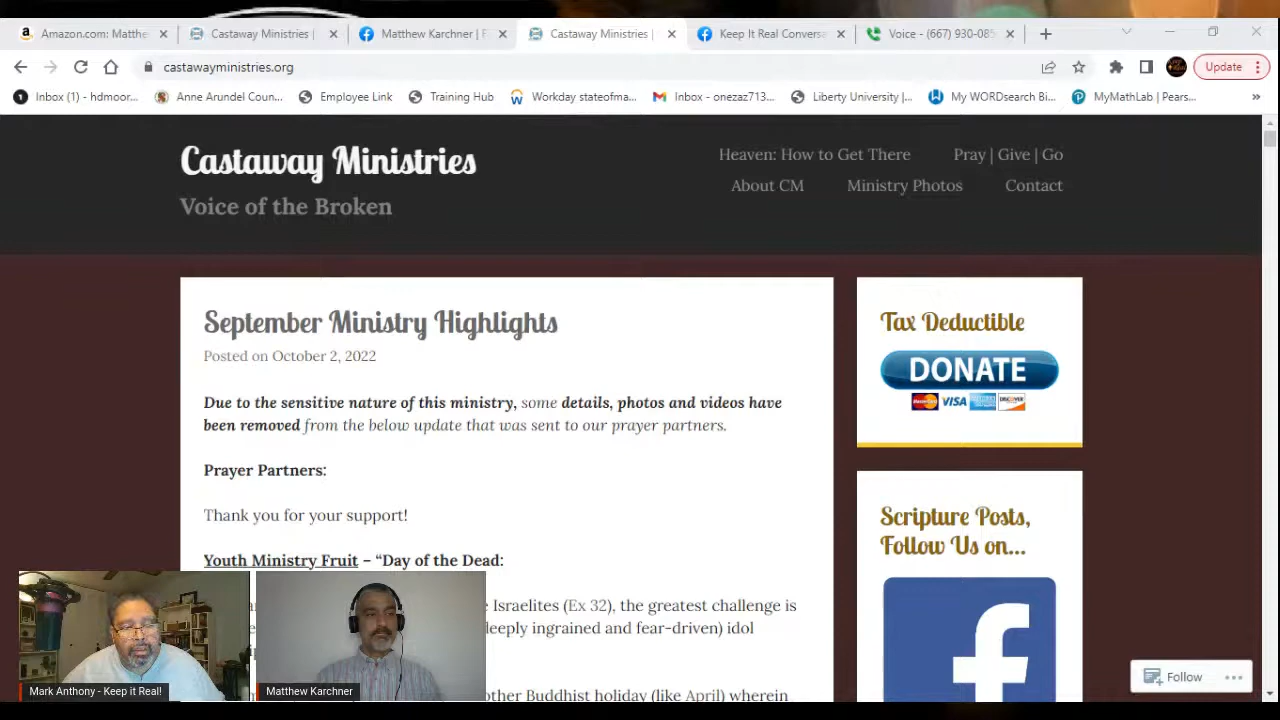 Amazon.com: Matthe
Castaway Ministries |
Matthew Karchner | F
Castaway Ministries |
Keep It Real Conversa
Voice - (667) 930-085
castawayministries.org
Update
Inbox (1) - hdmoor...
Anne Arundel Coun...
Employee Link
Training Hub
Workday stateofma...
Inbox - onezaz713...
Liberty University |...
My WORDsearch Bi...
MyMathLab | Pears...
Castaway Ministries
Voice of the Broken
Heaven: How to Get There
Pray | Give | Go
About CM
Ministry Photos
Contact
September Ministry Highlights
Posted on October 2, 2022
Due to the sensitive nature of this ministry, some details, photos and videos have
been removed from the below update that was sent to our prayer partners.
Prayer Partners:
Thank you for your support!
Youth Ministry Fruit – “Day of the Dead:
e Israelites (Ex 32), the greatest challenge is
leeply ingrained and fear-driven) idol
other Buddhist holiday (like April) wherein
Tax Deductible
DONATE
MasterCard VISA DISCOVER
Scripture Posts,
Follow Us on...
f
Follow
Mark Anthony - Keep it Real!
Matthew Karchner